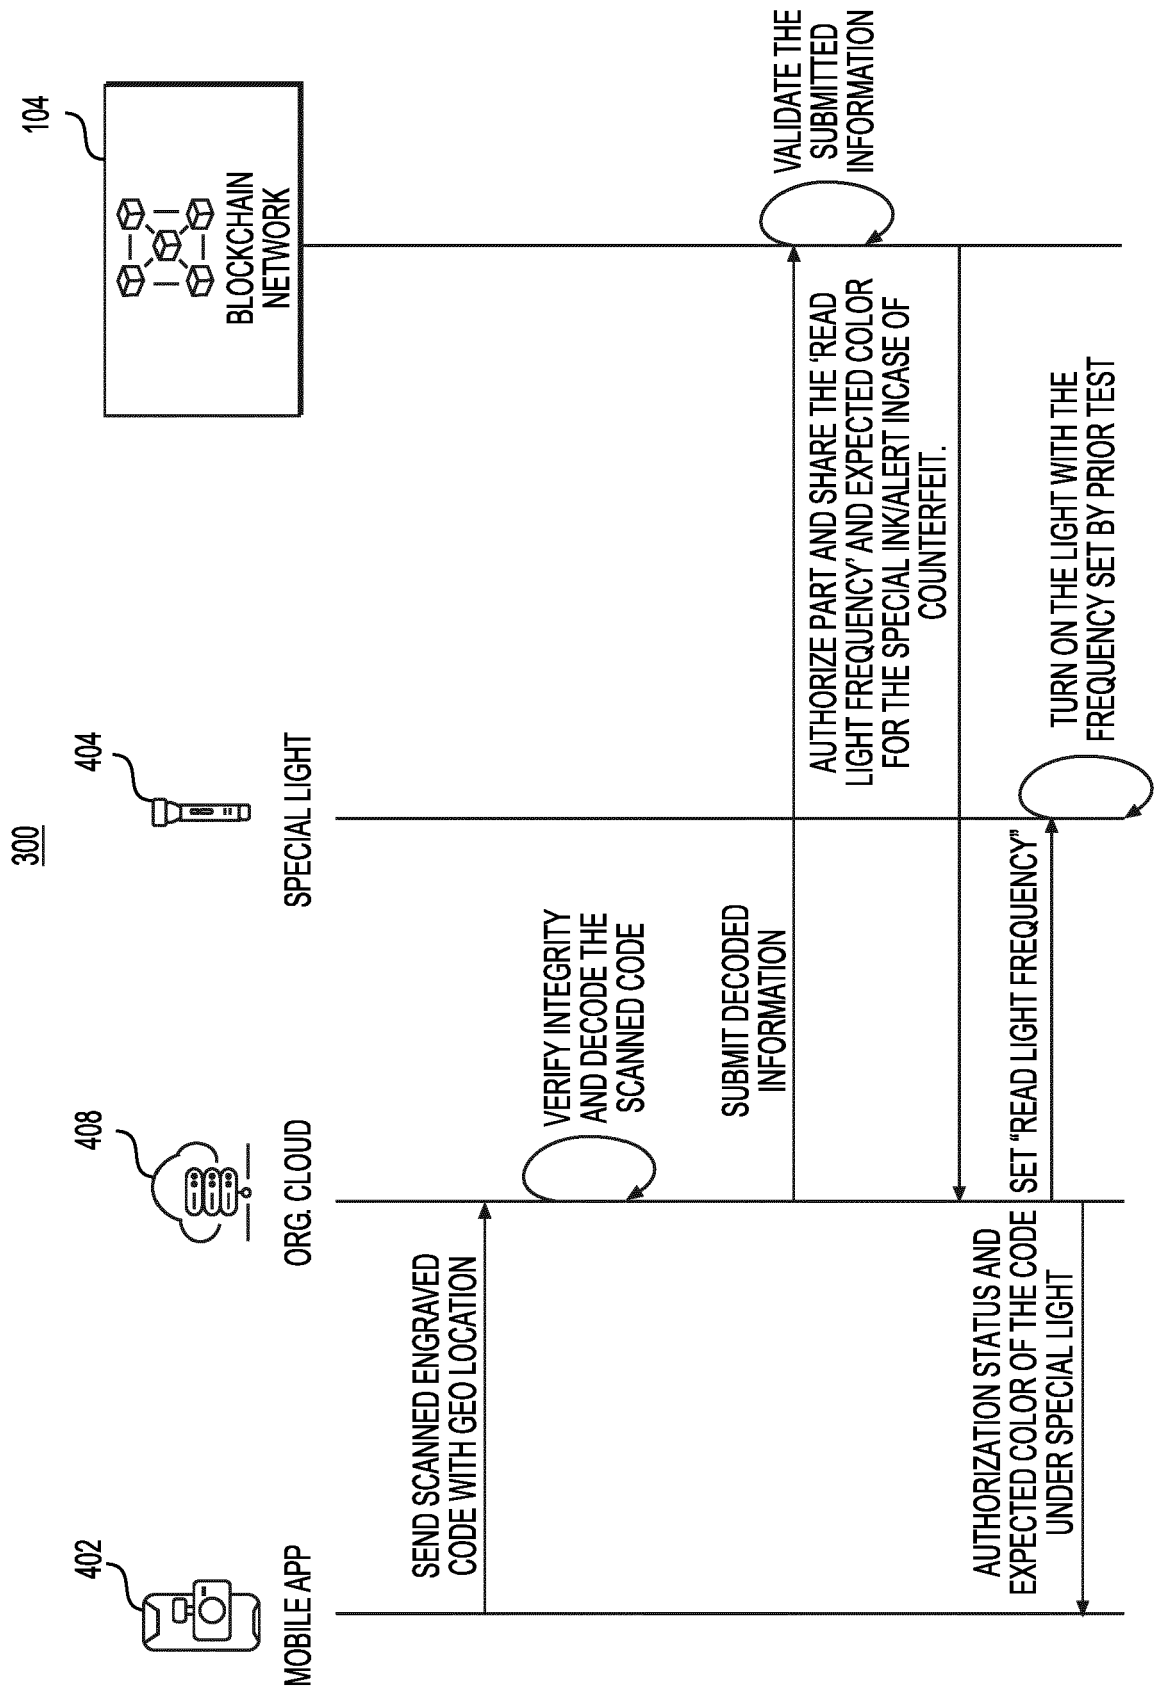 300
402
MOBILE APP
408
ORG. CLOUD
404
SPECIAL LIGHT
104
BLOCKCHAIN
NETWORK
SEND SCANNED ENGRAVED
CODE WITH GEO LOCATION
VERIFY INTEGRITY
AND DECODE THE
SCANNED CODE
SUBMIT DECODED
INFORMATION
VALIDATE THE
SUBMITTED
INFORMATION
AUTHORIZE PART AND SHARE THE 'READ
LIGHT FREQUENCY' AND EXPECTED COLOR
FOR THE SPECIAL INK/ALERT INCASE OF
COUNTERFEIT.
SET "READ LIGHT FREQUENCY"
TURN ON THE LIGHT WITH THE
FREQUENCY SET BY PRIOR TEST
AUTHORIZATION STATUS AND
EXPECTED COLOR OF THE CODE
UNDER SPECIAL LIGHT